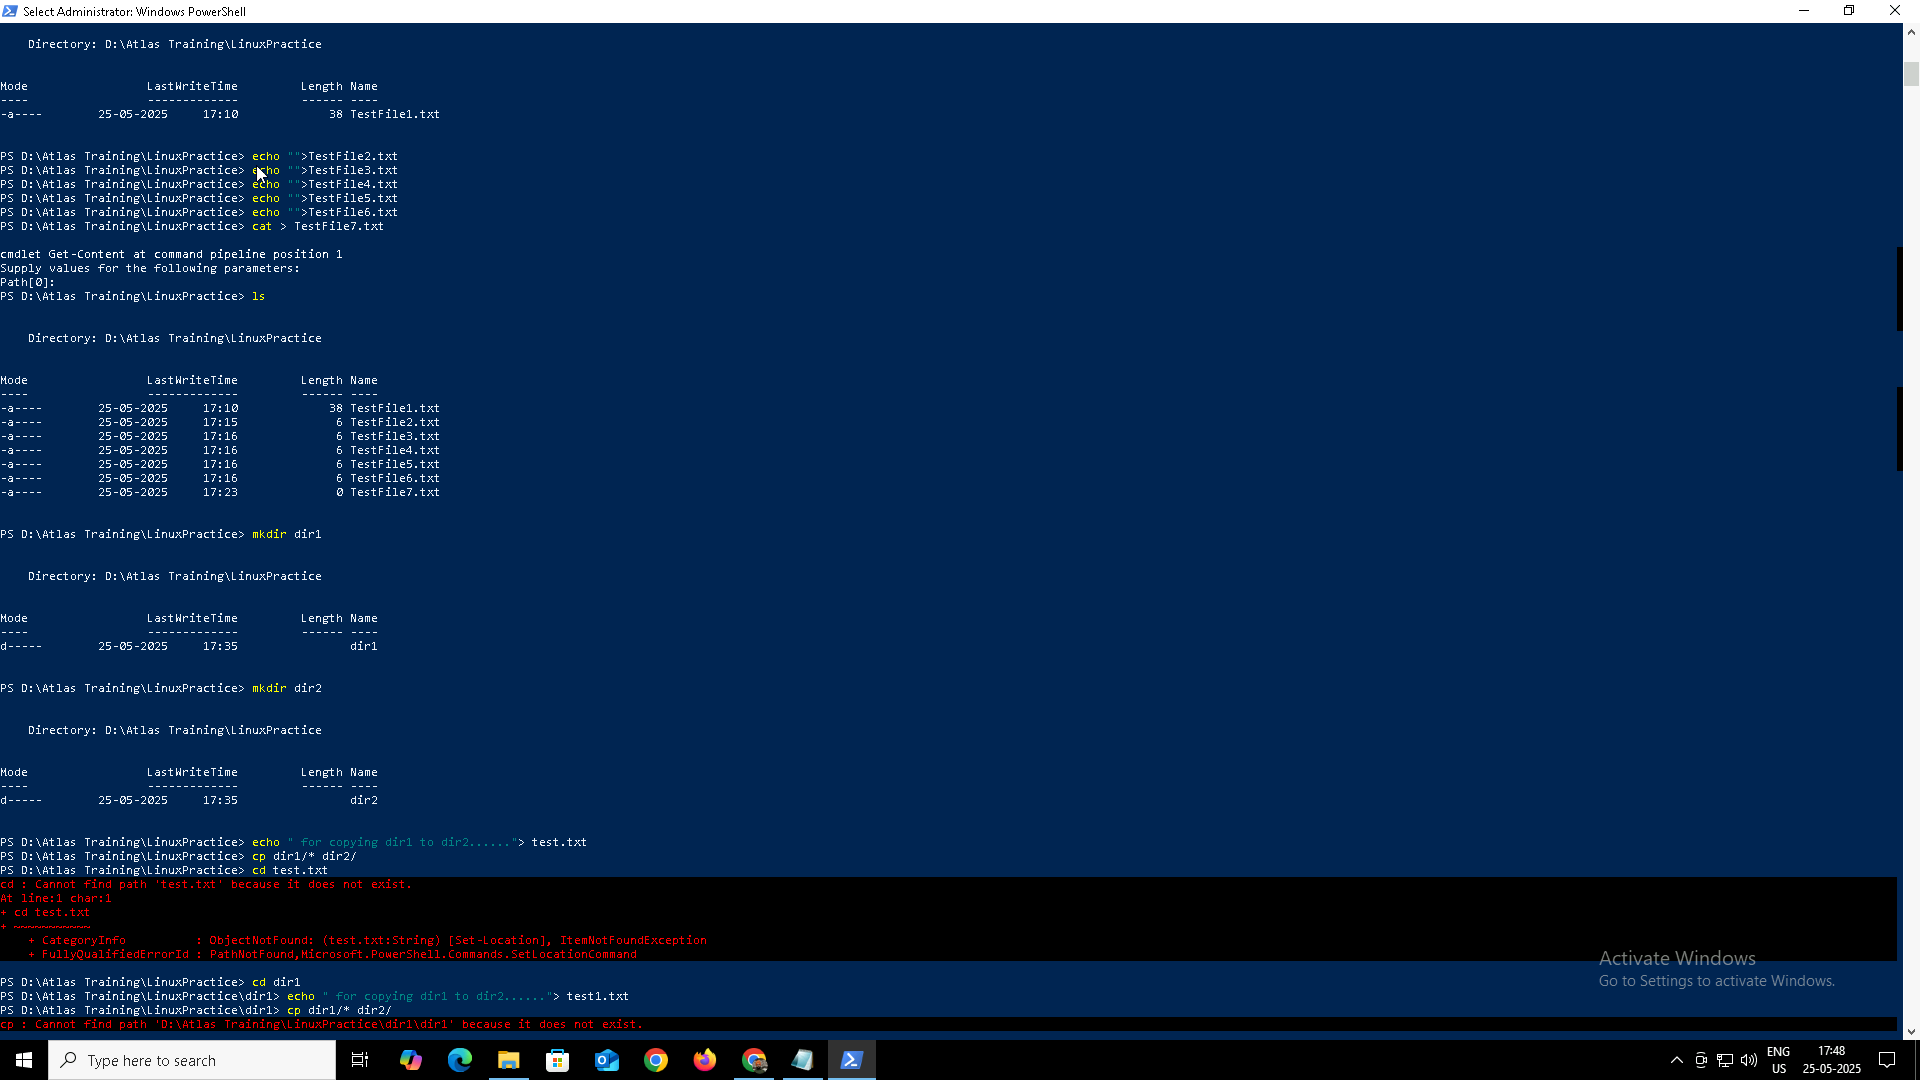 Select Administrator: Windows PowerShell
Directory: D:\Atlas Training\LinuxPractice
Mode                 LastWriteTime         Length Name
----                 -------------         ------ ----
-a----        25-05-2025     17:10             38 TestFile1.txt
PS D:\Atlas Training\LinuxPractice> echo "">TestFile2.txt
PS D:\Atlas Training\LinuxPractice> echo "">TestFile3.txt
PS D:\Atlas Training\LinuxPractice> echo "">TestFile4.txt
PS D:\Atlas Training\LinuxPractice> echo "">TestFile5.txt
PS D:\Atlas Training\LinuxPractice> echo "">TestFile6.txt
PS D:\Atlas Training\LinuxPractice> cat > TestFile7.txt
cmdlet Get-Content at command pipeline position 1
Supply values for the following parameters:
Path[0]:
PS D:\Atlas Training\LinuxPractice> ls
Directory: D:\Atlas Training\LinuxPractice
Mode                 LastWriteTime         Length Name
----                 -------------         ------ ----
-a----        25-05-2025     17:10             38 TestFile1.txt
-a----        25-05-2025     17:15              6 TestFile2.txt
-a----        25-05-2025     17:16              6 TestFile3.txt
-a----        25-05-2025     17:16              6 TestFile4.txt
-a----        25-05-2025     17:16              6 TestFile5.txt
-a----        25-05-2025     17:16              6 TestFile6.txt
-a----        25-05-2025     17:23              0 TestFile7.txt
PS D:\Atlas Training\LinuxPractice> mkdir dir1
Directory: D:\Atlas Training\LinuxPractice
Mode                 LastWriteTime         Length Name
----                 -------------         ------ ----
d-----        25-05-2025     17:35                dir1
PS D:\Atlas Training\LinuxPractice> mkdir dir2
Directory: D:\Atlas Training\LinuxPractice
Mode                 LastWriteTime         Length Name
----                 -------------         ------ ----
d-----        25-05-2025     17:35                dir2
PS D:\Atlas Training\LinuxPractice> echo " for copying dir1 to dir2......"> test.txt
PS D:\Atlas Training\LinuxPractice> cp dir1/* dir2/
PS D:\Atlas Training\LinuxPractice> cd test.txt
cd : Cannot find path 'test.txt' because it does not exist.
At line:1 char:1
+ cd test.txt
+ ~~~~~~~~~~~
    + CategoryInfo          : ObjectNotFound: (test.txt:String) [Set-Location], ItemNotFoundException
    + FullyQualifiedErrorId : PathNotFound,Microsoft.PowerShell.Commands.SetLocationCommand
PS D:\Atlas Training\LinuxPractice> cd dir1
PS D:\Atlas Training\LinuxPractice\dir1> echo " for copying dir1 to dir2......"> test1.txt
PS D:\Atlas Training\LinuxPractice\dir1> cp dir1/* dir2/
cp : Cannot find path 'D:\Atlas Training\LinuxPractice\dir1\dir1' because it does not exist.
Activate Windows
Go to Settings to activate Windows.
Type here to search
ENG
US
17:48
25-05-2025